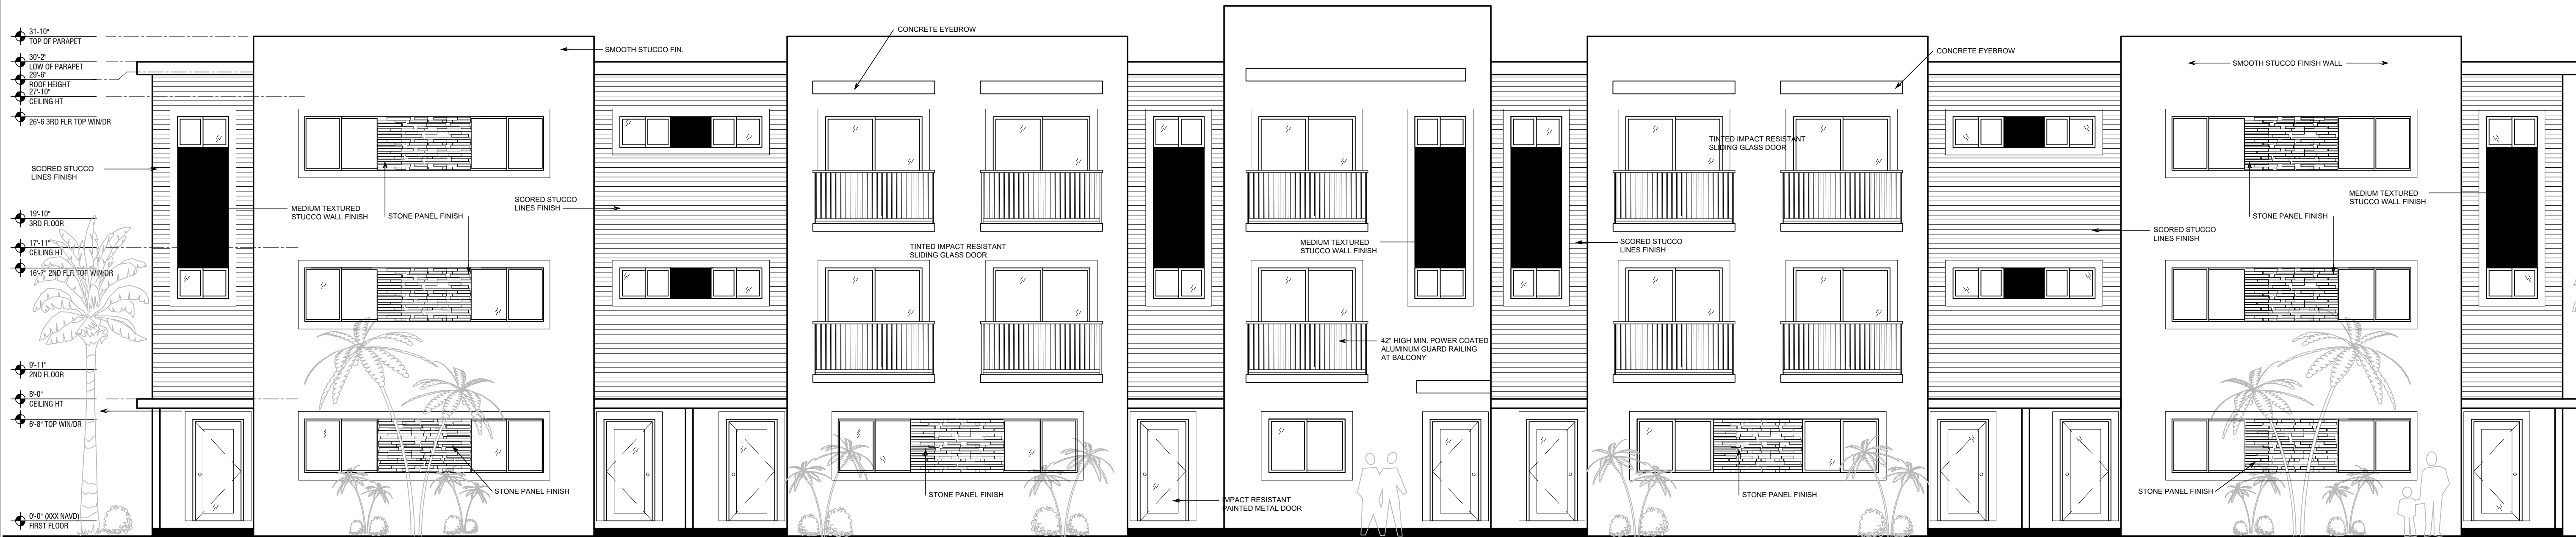 31-10"
TOP OF PARAPET
30'-2"
LOW OF PARAPET
29'-6"
ROOF HEIGHT
27'-10"
CEILING HT
26'-6 3RD FLR TOP WIN/DR
SCORED STUCCO
LINES FINISH
19'-10"
3RD FLOOR
17'-11"
CEILING HT
16'-7" 2ND FLR TOP WIN/DR
9'-11"
2ND FLOOR
8'-0"
CEILING HT
6'-8" TOP WIN/DR
0'-0" (XXX NAVD)
FIRST FLOOR
MEDIUM TEXTURED
STUCCO WALL FINISH
STONE PANEL FINISH
STONE PANEL FINISH
SMOOTH STUCCO FIN.
SCORED STUCCO
LINES FINISH
CONCRETE EYEBROW
TINTED IMPACT RESISTANT
SLIDING GLASS DOOR
STONE PANEL FINISH
IMPACT RESISTANT
PAINTED METAL DOOR
MEDIUM TEXTURED
STUCCO WALL FINISH
42" HIGH MIN. POWER COATED
ALUMINUM GUARD RAILING
AT BALCONY
SCORED STUCCO
LINES FINISH
TINTED IMPACT RESISTANT
SLIDING GLASS DOOR
STONE PANEL FINISH
CONCRETE EYEBROW
SCORED STUCCO
LINES FINISH
SMOOTH STUCCO FINISH WALL
MEDIUM TEXTURED
STUCCO WALL FINISH
STONE PANEL FINISH
STONE PANEL FINISH